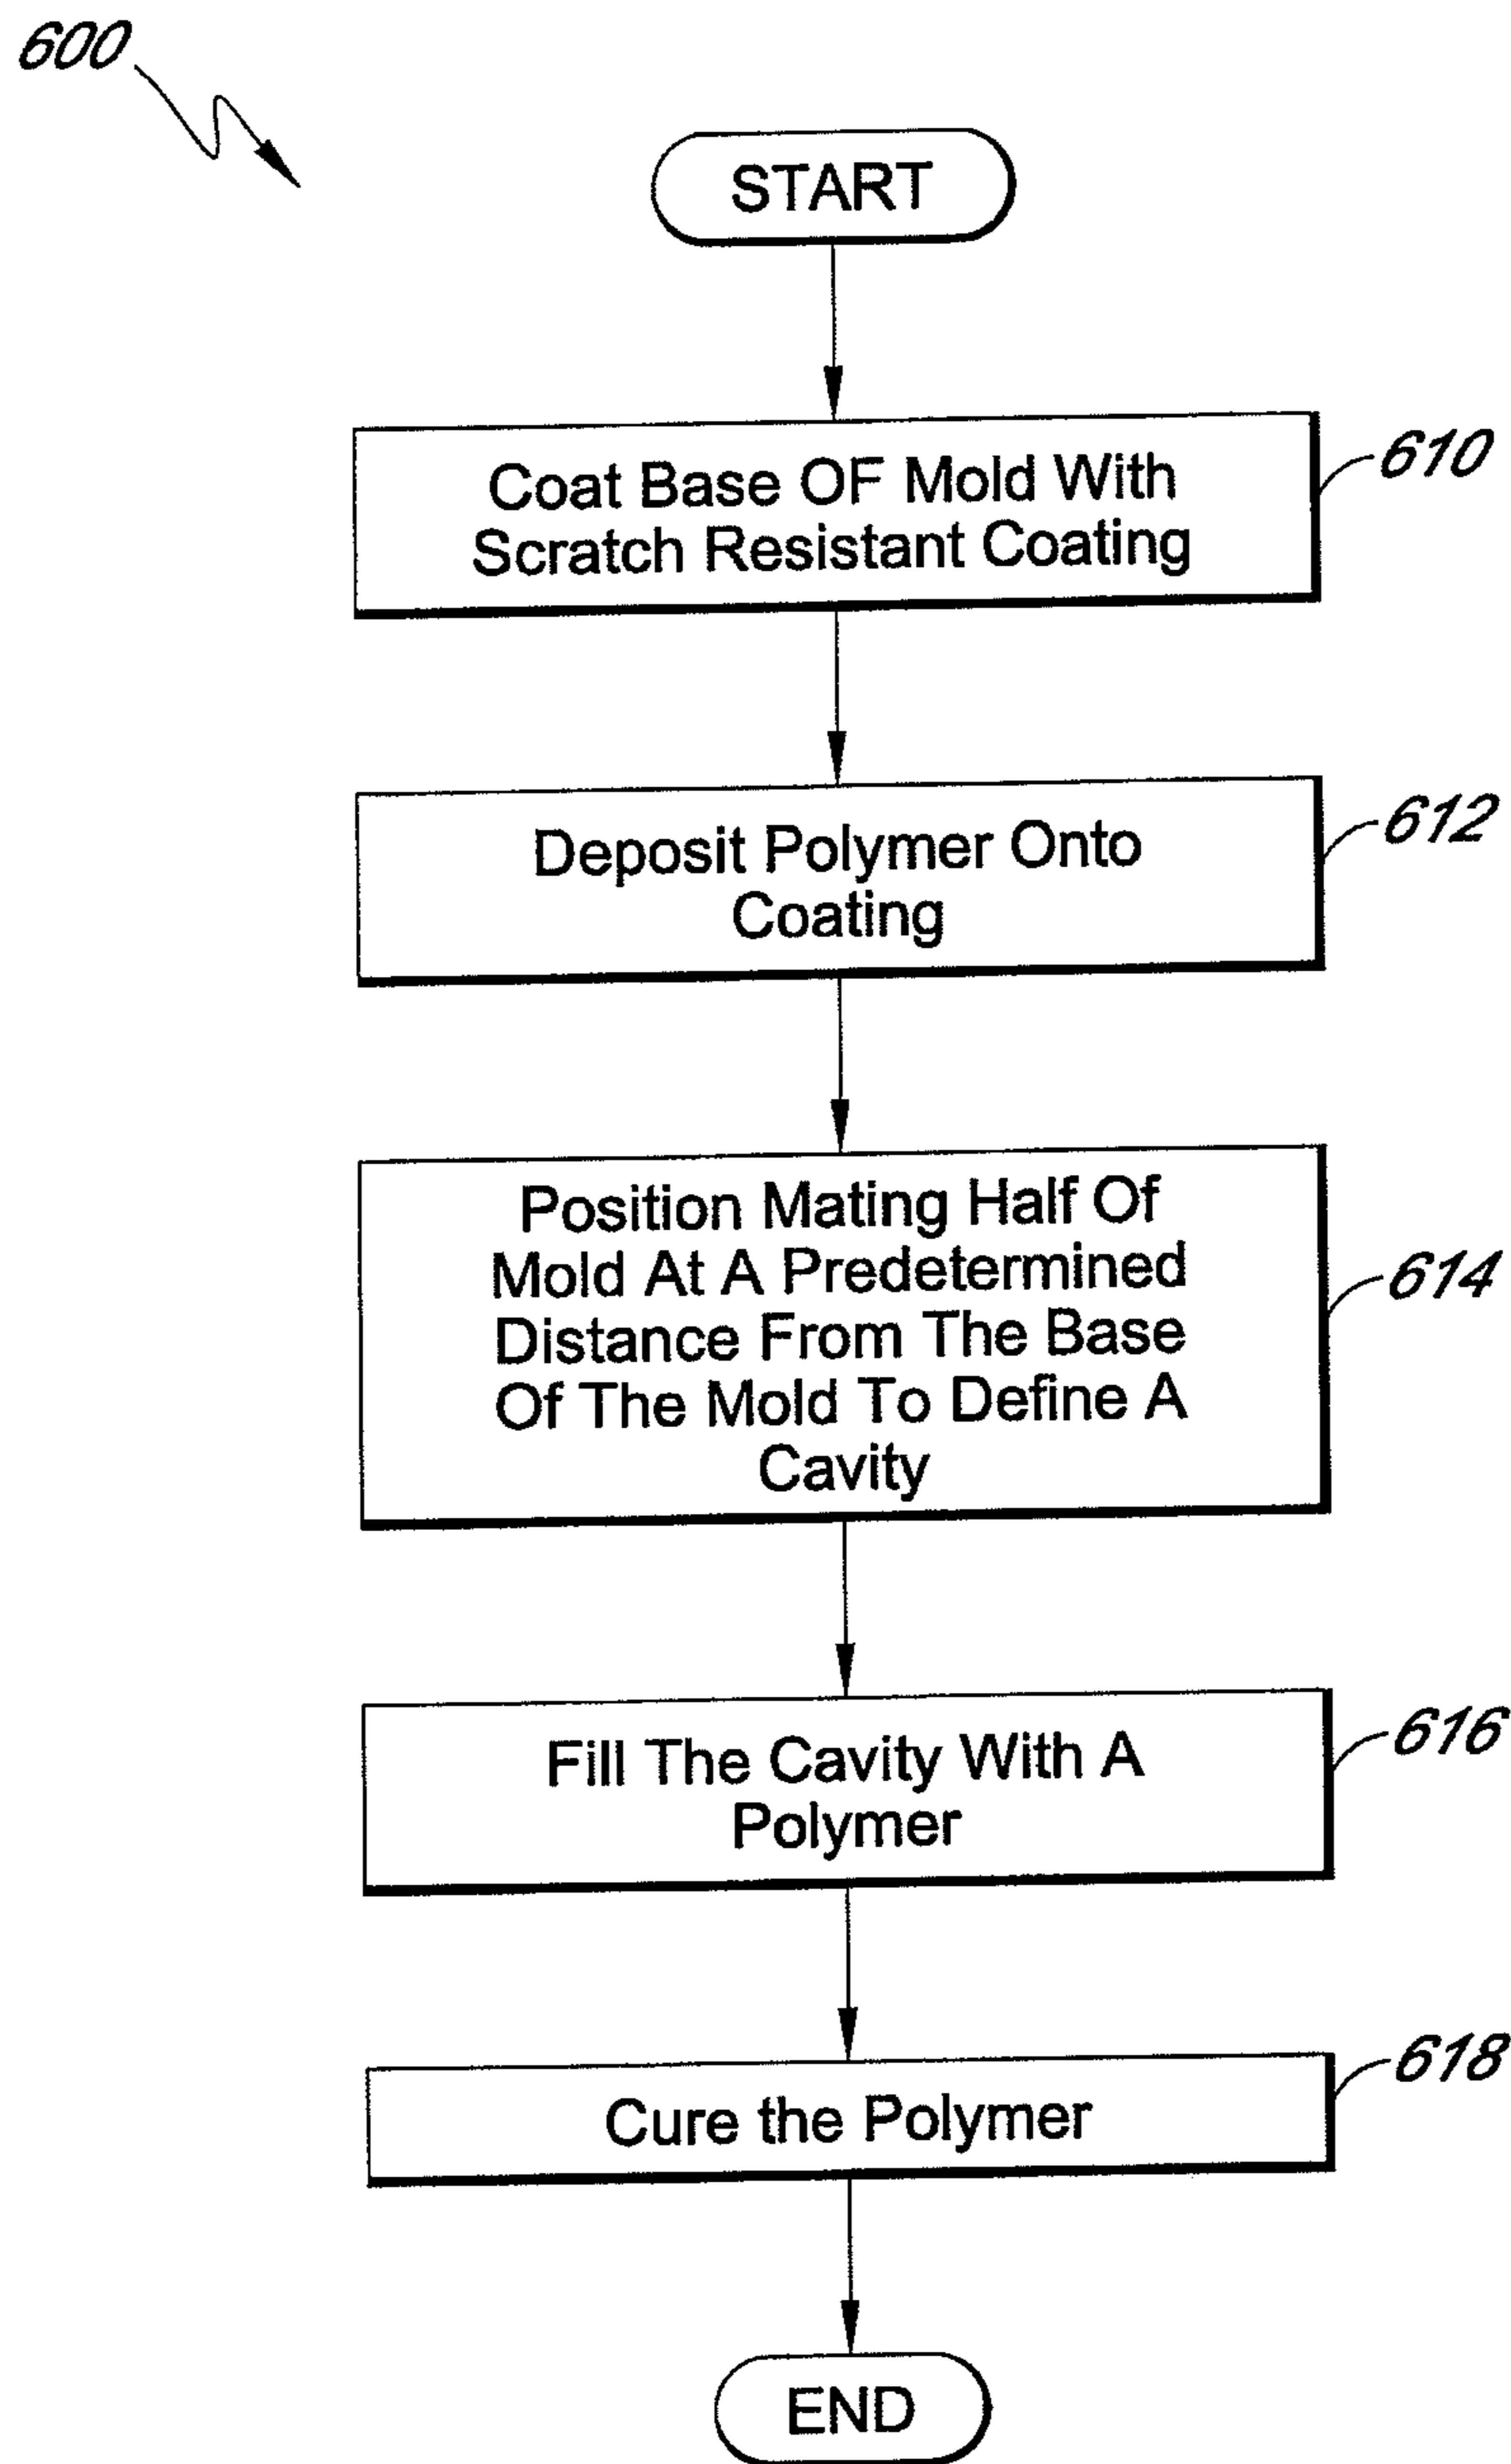 600
START
Coat Base OF Mold With
Scratch Resistant Coating
610
Deposit Polymer Onto
Coating
612
Position Mating Half Of
Mold At A Predetermined
Distance From The Base
Of The Mold To Define A
Cavity
614
Fill The Cavity With A
Polymer
616
Cure the Polymer
618
END